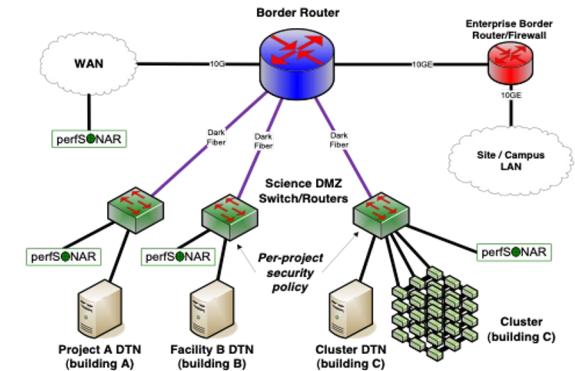 Border Router
Enterprise Border
Router/Firewall
WAN
10G
10GE
10GE
perfSONAR
Dark
Fiber
Dark
Fiber
Dark
Fiber
Site / Campus
LAN
Science DMZ
Switch/Routers
perfSONAR
perfSONAR
Per-project
security
policy
perfSONAR
Project A DTN
(building A)
Facility B DTN
(building B)
Cluster DTN
(building C)
Cluster
(building C)